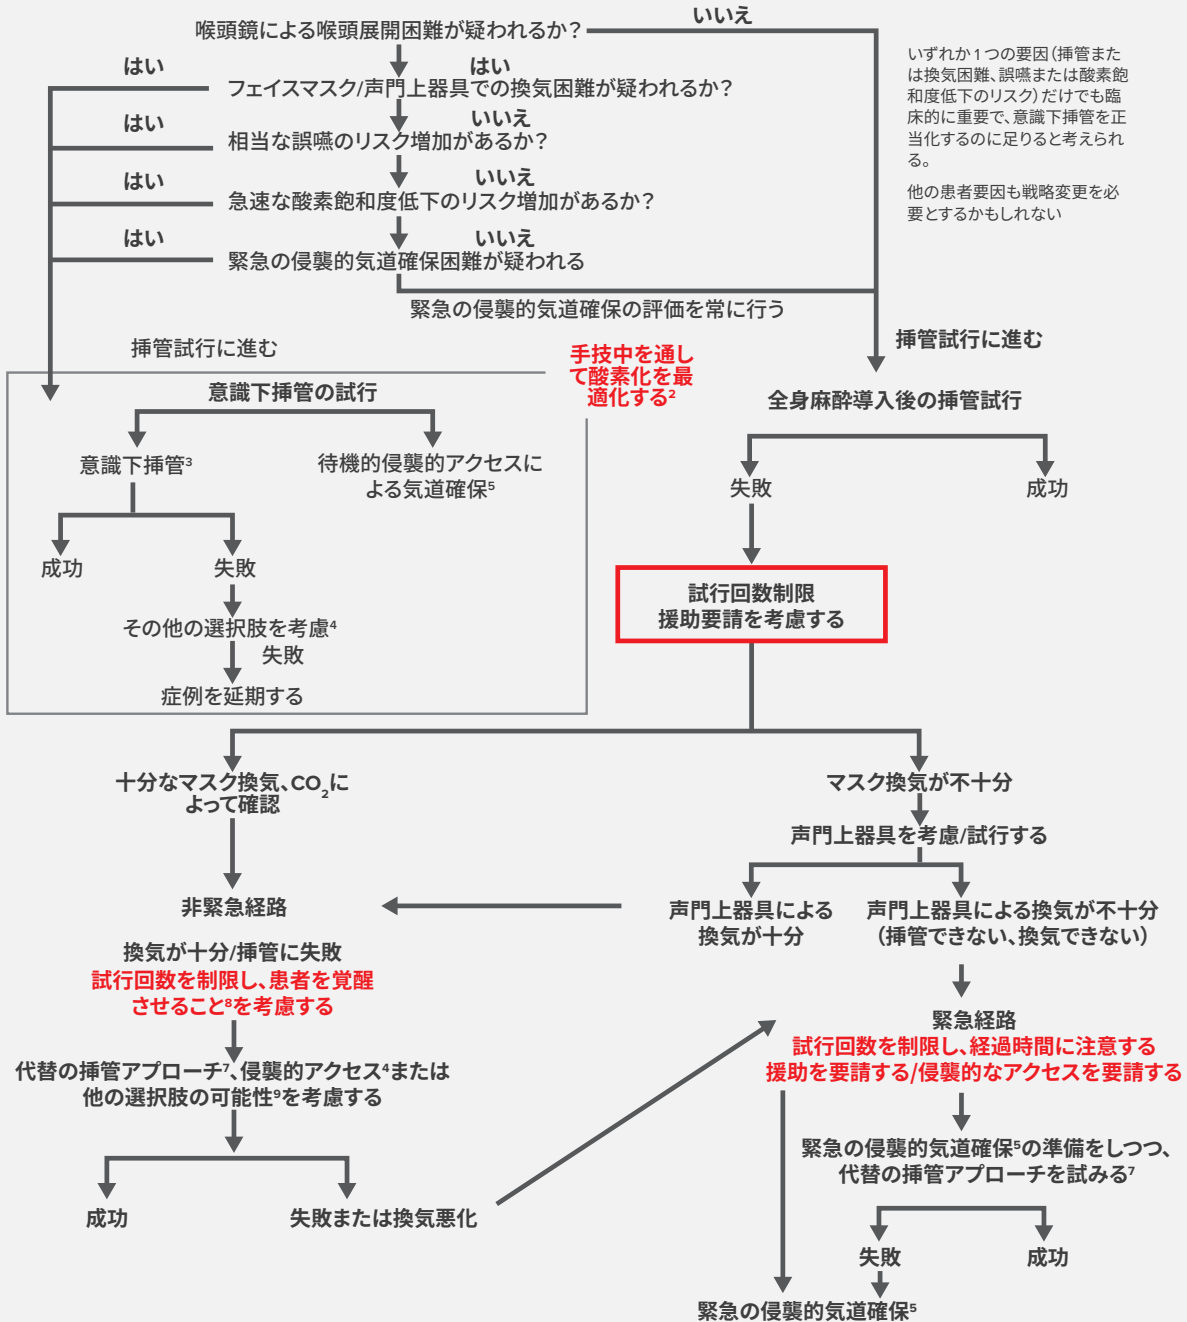 喉頭鏡による喉頭展開困難が疑われるか?
いいえ
はい
はい
フェイスマスク/声門上器具での換気困難が疑われるか?
はい
いいえ
相当な誤嚥のリスク増加があるか?
はい
いいえ
急速な酸素飽和度低下のリスク増加があるか?
はい
いいえ
緊急の侵襲的気道確保困難が疑われる
緊急の侵襲的気道確保の評価を常に行う
いずれか1つの要因(挿管また
は換気困難、誤嚥または酸素飽
和度低下のリスク)だけでも臨
床的に重要で、意識下挿管を正
当化するのに足りると考えられ
る。
他の患者要因も戦略変更を必
要とするかもしれない
挿管試行に進む
手技中を通し
て酸素化を最
適化する²
挿管試行に進む
意識下挿管の試行
意識下挿管³
待機的侵襲的アクセスに
よる気道確保⁵
成功
失敗
その他の選択肢を考慮⁴
失敗
症例を延期する
全身麻酔導入後の挿管試行
失敗
成功
試行回数制限
援助要請を考慮する
十分なマスク換気、CO₂に
よって確認
マスク換気が不十分
声門上器具を考慮/試行する
非緊急経路
声門上器具による
換気が十分
声門上器具による換気が不十分
(挿管できない、換気できない)
換気が十分/挿管に失敗
試行回数を制限し、患者を覚醒
させること⁸を考慮する
緊急経路
試行回数を制限し、経過時間に注意する
援助を要請する/侵襲的なアクセスを要請する
代替の挿管アプローチ⁷、侵襲的アクセス⁴または
他の選択肢の可能性⁹を考慮する
緊急の侵襲的気道確保⁵の準備をしつつ、
代替の挿管アプローチを試みる⁷
成功
失敗または換気悪化
失敗
成功
緊急の侵襲的気道確保⁵